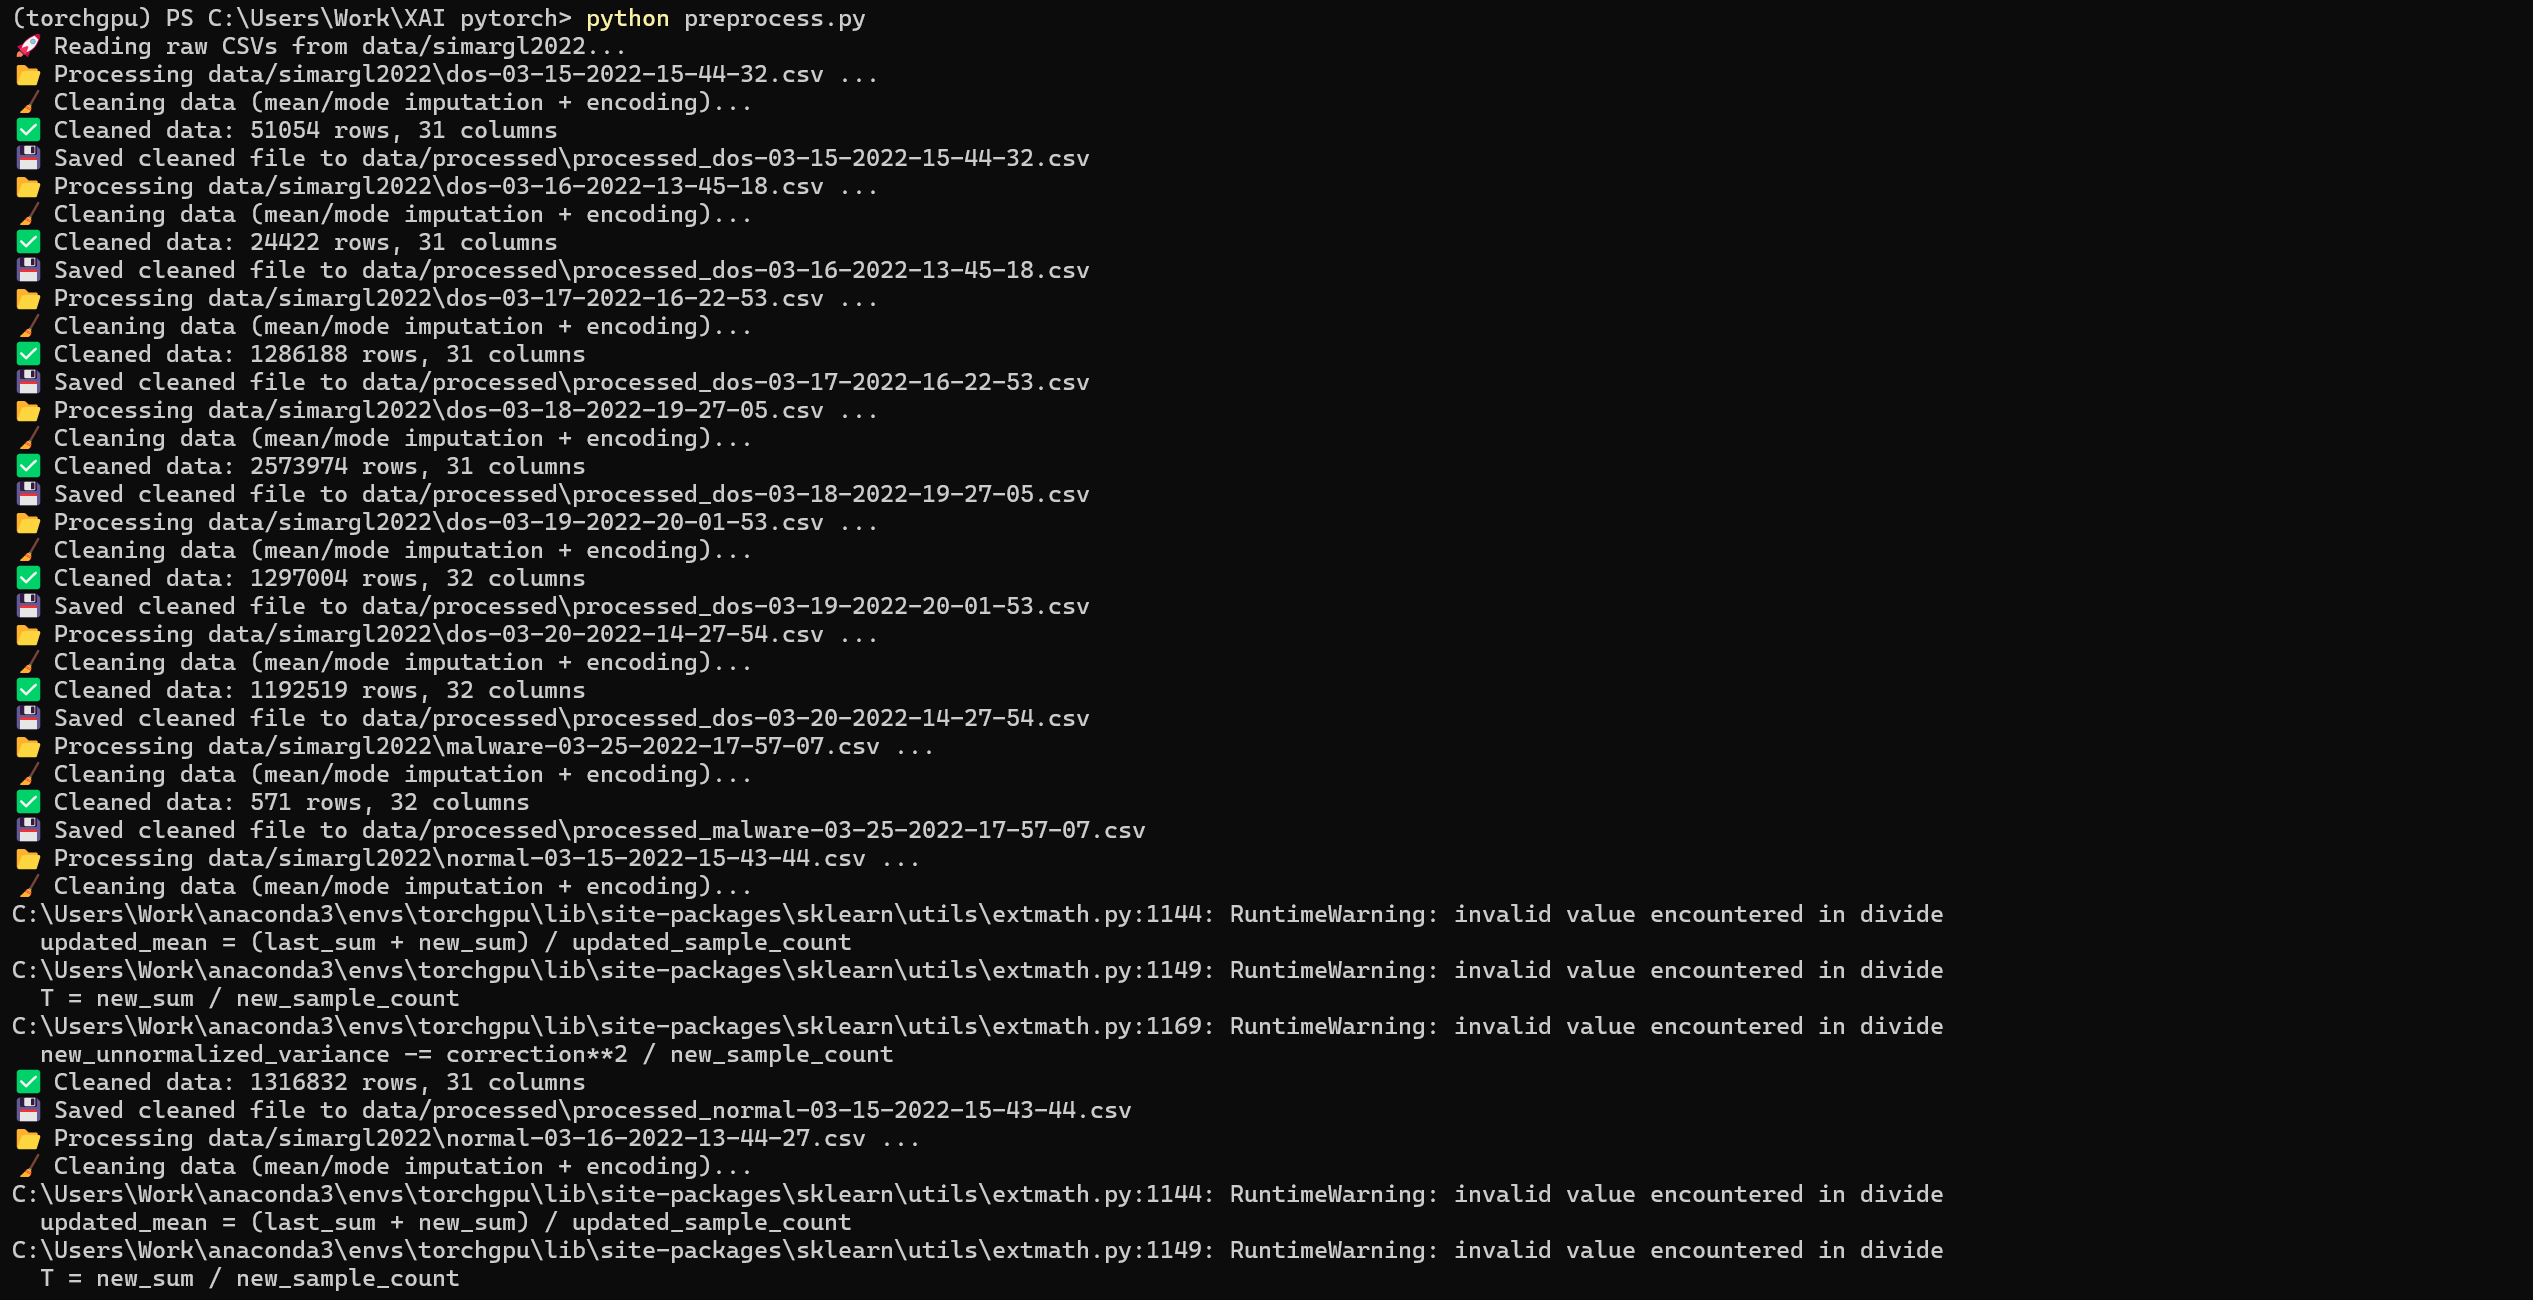 (torchgpu) PS C:\Users\Work\XAI pytorch> python preprocess.py
🚀 Reading raw CSVs from data/simargl2022...
📂 Processing data/simargl2022\dos-03-15-2022-15-44-32.csv ...
🧹 Cleaning data (mean/mode imputation + encoding)...
✅ Cleaned data: 51054 rows, 31 columns
💾 Saved cleaned file to data/processed\processed_dos-03-15-2022-15-44-32.csv
📂 Processing data/simargl2022\dos-03-16-2022-13-45-18.csv ...
🧹 Cleaning data (mean/mode imputation + encoding)...
✅ Cleaned data: 24422 rows, 31 columns
💾 Saved cleaned file to data/processed\processed_dos-03-16-2022-13-45-18.csv
📂 Processing data/simargl2022\dos-03-17-2022-16-22-53.csv ...
🧹 Cleaning data (mean/mode imputation + encoding)...
✅ Cleaned data: 1286188 rows, 31 columns
💾 Saved cleaned file to data/processed\processed_dos-03-17-2022-16-22-53.csv
📂 Processing data/simargl2022\dos-03-18-2022-19-27-05.csv ...
🧹 Cleaning data (mean/mode imputation + encoding)...
✅ Cleaned data: 2573974 rows, 31 columns
💾 Saved cleaned file to data/processed\processed_dos-03-18-2022-19-27-05.csv
📂 Processing data/simargl2022\dos-03-19-2022-20-01-53.csv ...
🧹 Cleaning data (mean/mode imputation + encoding)...
✅ Cleaned data: 1297004 rows, 32 columns
💾 Saved cleaned file to data/processed\processed_dos-03-19-2022-20-01-53.csv
📂 Processing data/simargl2022\dos-03-20-2022-14-27-54.csv ...
🧹 Cleaning data (mean/mode imputation + encoding)...
✅ Cleaned data: 1192519 rows, 32 columns
💾 Saved cleaned file to data/processed\processed_dos-03-20-2022-14-27-54.csv
📂 Processing data/simargl2022\malware-03-25-2022-17-57-07.csv ...
🧹 Cleaning data (mean/mode imputation + encoding)...
✅ Cleaned data: 571 rows, 32 columns
💾 Saved cleaned file to data/processed\processed_malware-03-25-2022-17-57-07.csv
📂 Processing data/simargl2022\normal-03-15-2022-15-43-44.csv ...
🧹 Cleaning data (mean/mode imputation + encoding)...
C:\Users\Work\anaconda3\envs\torchgpu\lib\site-packages\sklearn\utils\extmath.py:1144: RuntimeWarning: invalid value encountered in divide
  updated_mean = (last_sum + new_sum) / updated_sample_count
C:\Users\Work\anaconda3\envs\torchgpu\lib\site-packages\sklearn\utils\extmath.py:1149: RuntimeWarning: invalid value encountered in divide
  T = new_sum / new_sample_count
C:\Users\Work\anaconda3\envs\torchgpu\lib\site-packages\sklearn\utils\extmath.py:1169: RuntimeWarning: invalid value encountered in divide
  new_unnormalized_variance -= correction**2 / new_sample_count
✅ Cleaned data: 1316832 rows, 31 columns
💾 Saved cleaned file to data/processed\processed_normal-03-15-2022-15-43-44.csv
📂 Processing data/simargl2022\normal-03-16-2022-13-44-27.csv ...
🧹 Cleaning data (mean/mode imputation + encoding)...
C:\Users\Work\anaconda3\envs\torchgpu\lib\site-packages\sklearn\utils\extmath.py:1144: RuntimeWarning: invalid value encountered in divide
  updated_mean = (last_sum + new_sum) / updated_sample_count
C:\Users\Work\anaconda3\envs\torchgpu\lib\site-packages\sklearn\utils\extmath.py:1149: RuntimeWarning: invalid value encountered in divide
  T = new_sum / new_sample_count